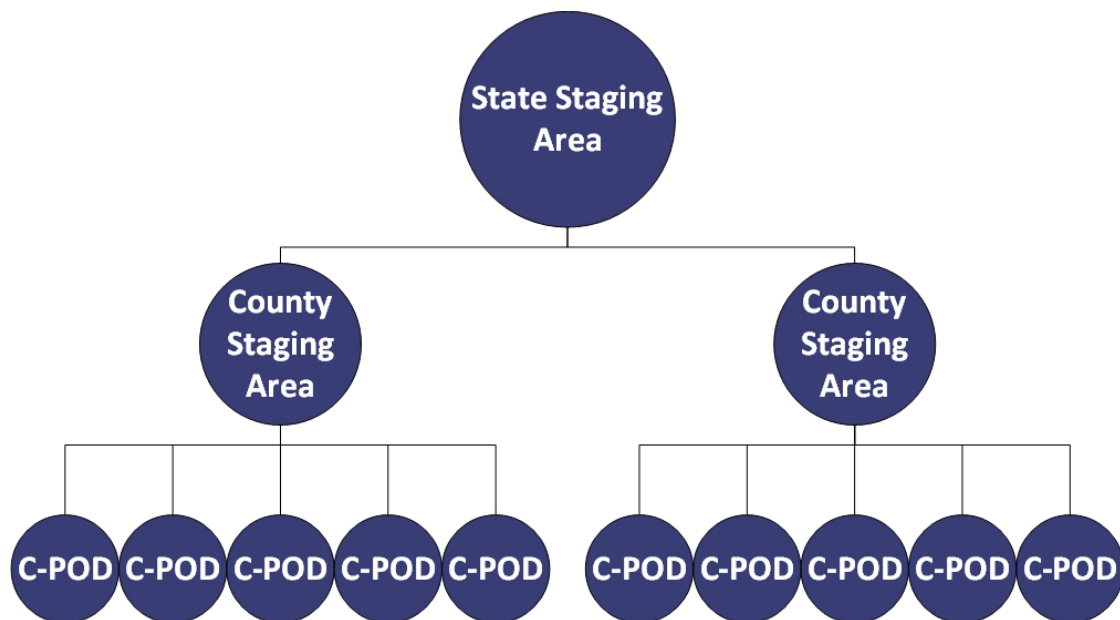 State Staging
Area
County
Staging
Area
County
Staging
Area
C-POD C-POD C-POD C-POD C-POD C-POD C-POD C-POD C-POD C-POD